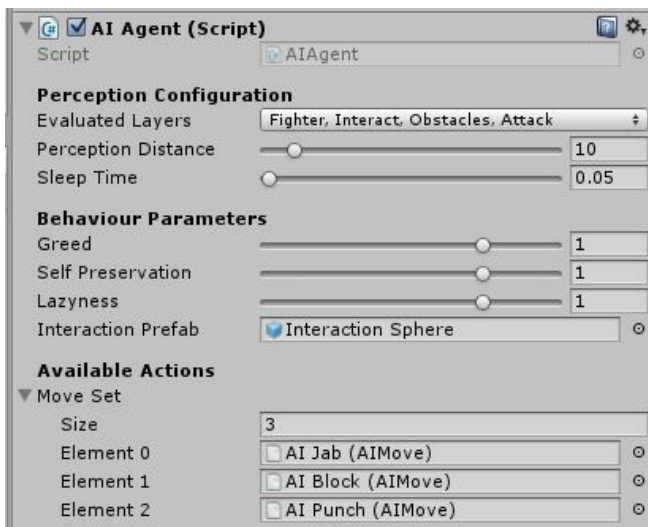 AI Agent (Script)
Script AIAgent
Perception Configuration
Evaluated Layers Fighter, Interact, Obstacles, Attack
Perception Distance 10
Sleep Time 0.05
Behaviour Parameters
Greed 1
Self Preservation 1
Lazyness 1
Interaction Prefab Interaction Sphere
Available Actions
Move Set
Size 3
Element 0 AI Jab (AIMove)
Element 1 AI Block (AIMove)
Element 2 AI Punch (AIMove)